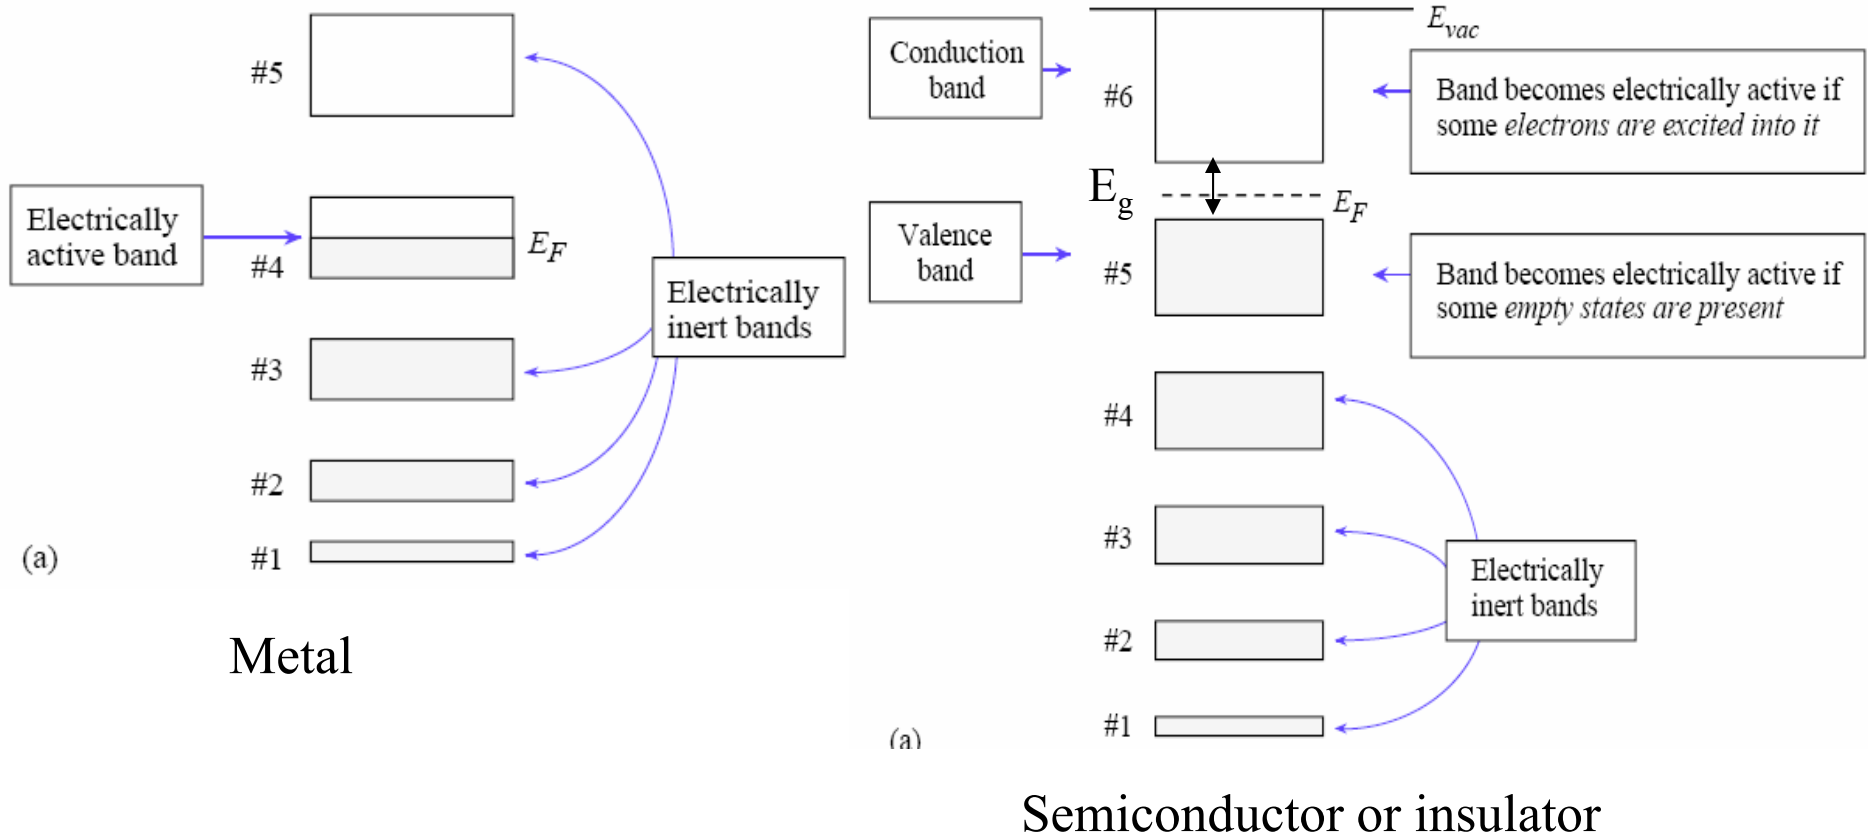 #5
Electrically
active band
#4
E_F
Electrically
inert bands
#3
#2
#1
(a)
Metal
E_vac
Conduction
band
#6
Band becomes electrically active if
some electrons are excited into it
E_g
E_F
Valence
band
#5
Band becomes electrically active if
some empty states are present
#4
#3
Electrically
inert bands
#2
#1
(a)
Semiconductor or insulator